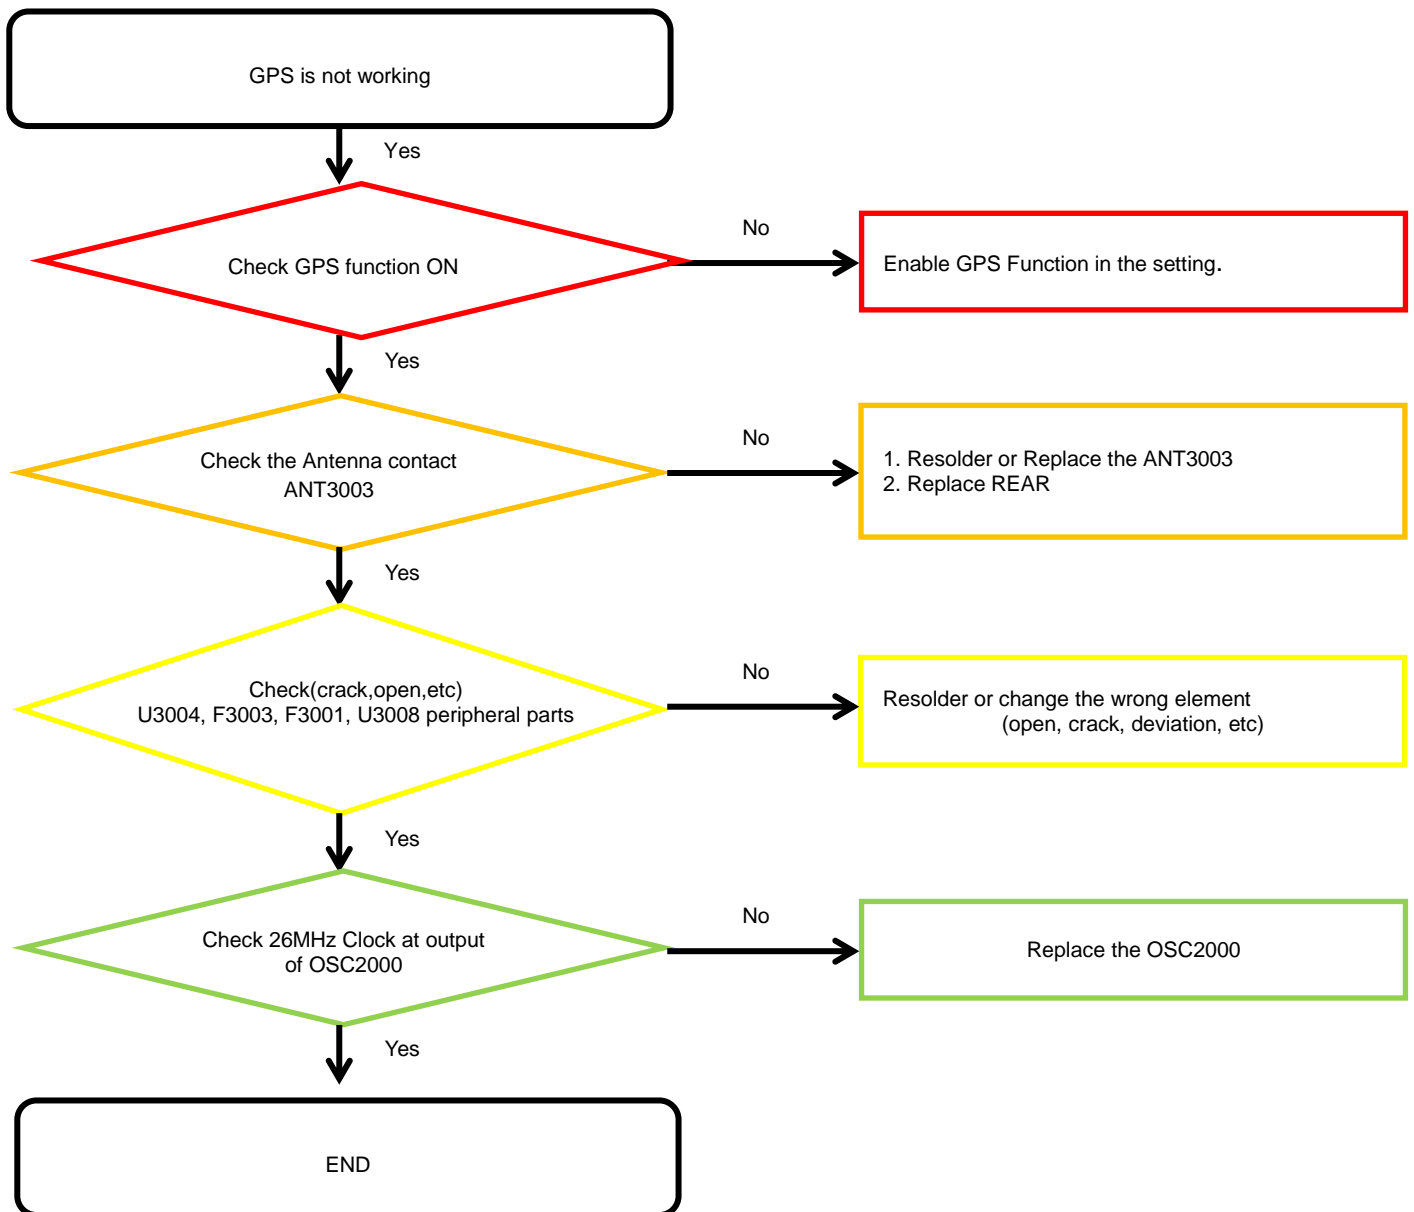 GPS is not working
Yes
Check GPS function ON
No
Enable GPS Function in the setting.
Yes
Check the Antenna contact
ANT3003
No
1. Resolder or Replace the ANT3003
2. Replace REAR
Yes
Check(crack,open,etc)
U3004, F3003, F3001, U3008 peripheral parts
No
Resolder or change the wrong element
(open, crack, deviation, etc)
Yes
Check 26MHz Clock at output
of OSC2000
No
Replace the OSC2000
Yes
END